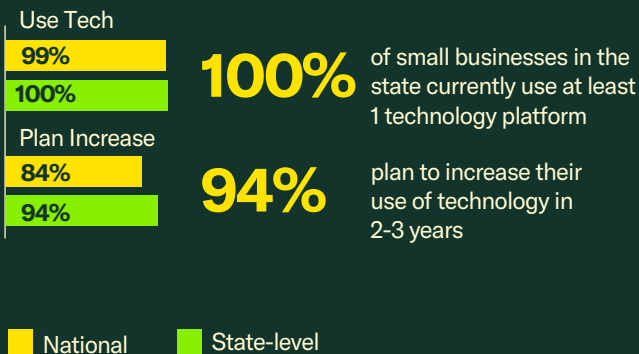 Use Tech
99%
100%
100%
of small businesses in the
state currently use at least
1 technology platform
Plan Increase
84%
94%
94%
plan to increase their
use of technology in
2-3 years
National
State-level